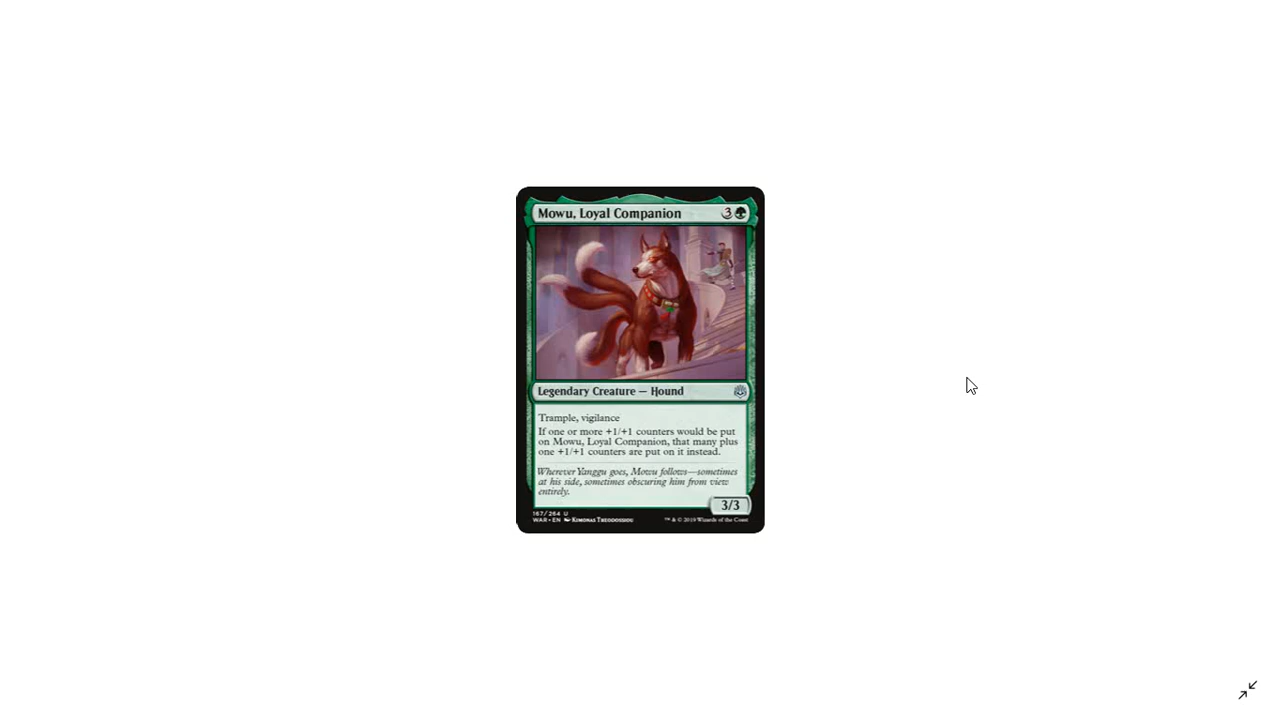 Mowu, Loyal Companion 3
Legendary Creature — Hound
Trample, vigilance
If one or more +1/+1 counters would be put
on Mowu, Loyal Companion, that many plus
one +1/+1 counters are put on it instead.
Wherever Yanggu goes, Mowu follows—sometimes
at his side, sometimes obscuring him from view
entirely.
3/3
167/264 U
WAR • EN Kimonas Theodossiou
™ & © 2019 Wizards of the Coast